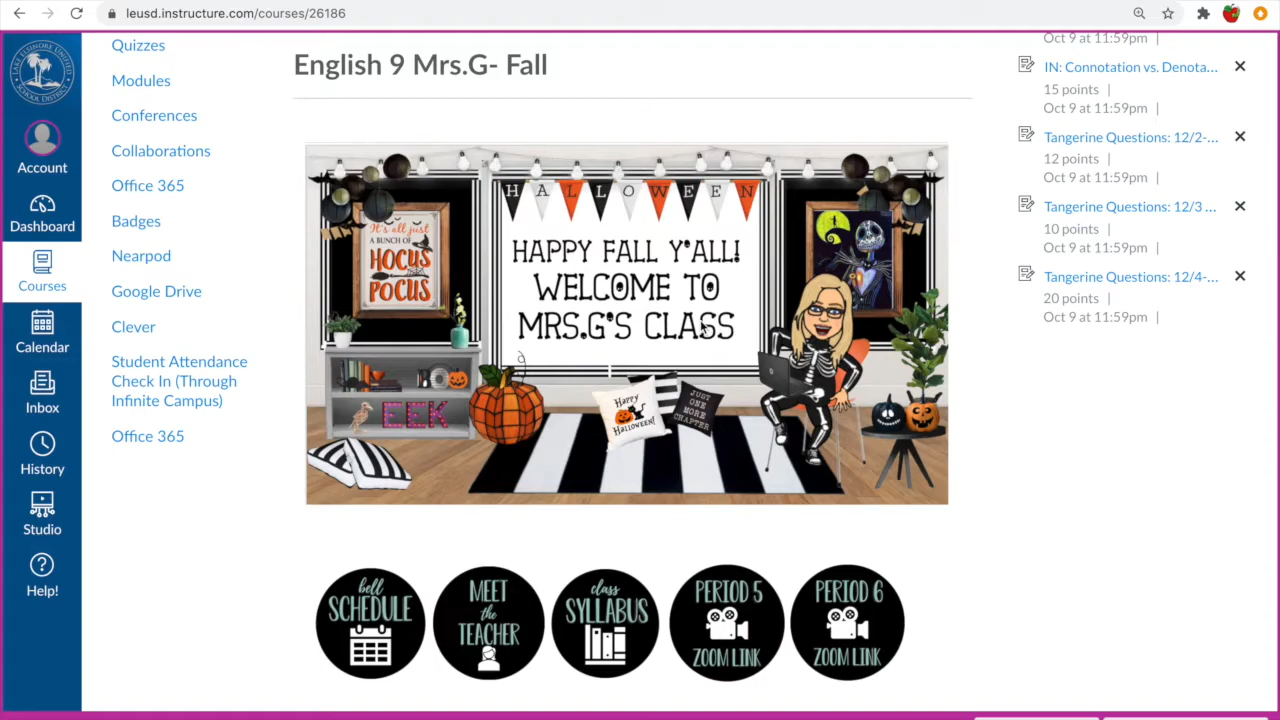 leusd.instructure.com/courses/26186
LAKE ELSINORE UNIFIED
SCHOOL DISTRICT
Account
Dashboard
Courses
Calendar
Inbox
History
Studio
Help!
Quizzes
Modules
Conferences
Collaborations
Office 365
Badges
Nearpod
Google Drive
Clever
Student Attendance
Check In (Through
Infinite Campus)
Office 365
English 9 Mrs.G- Fall
HALLOWEEN
HAPPY FALL Y'ALL!
WELCOME TO
MRS.G'S CLASS
It's all just
A BUNCH OF
HOCUS
POCUS
EEK
Happy
Halloween!
JUST
ONE
MORE
CHAPTER
bell
SCHEDULE
MEET
the
TEACHER
class
SYLLABUS
PERIOD 5
ZOOM LINK
PERIOD 6
ZOOM LINK
Oct 9 at 11:59pm |
IN: Connotation vs. Denota...
15 points |
Oct 9 at 11:59pm |
Tangerine Questions: 12/2-...
12 points |
Oct 9 at 11:59pm |
Tangerine Questions: 12/3 ...
10 points |
Oct 9 at 11:59pm |
Tangerine Questions: 12/4-...
20 points |
Oct 9 at 11:59pm |